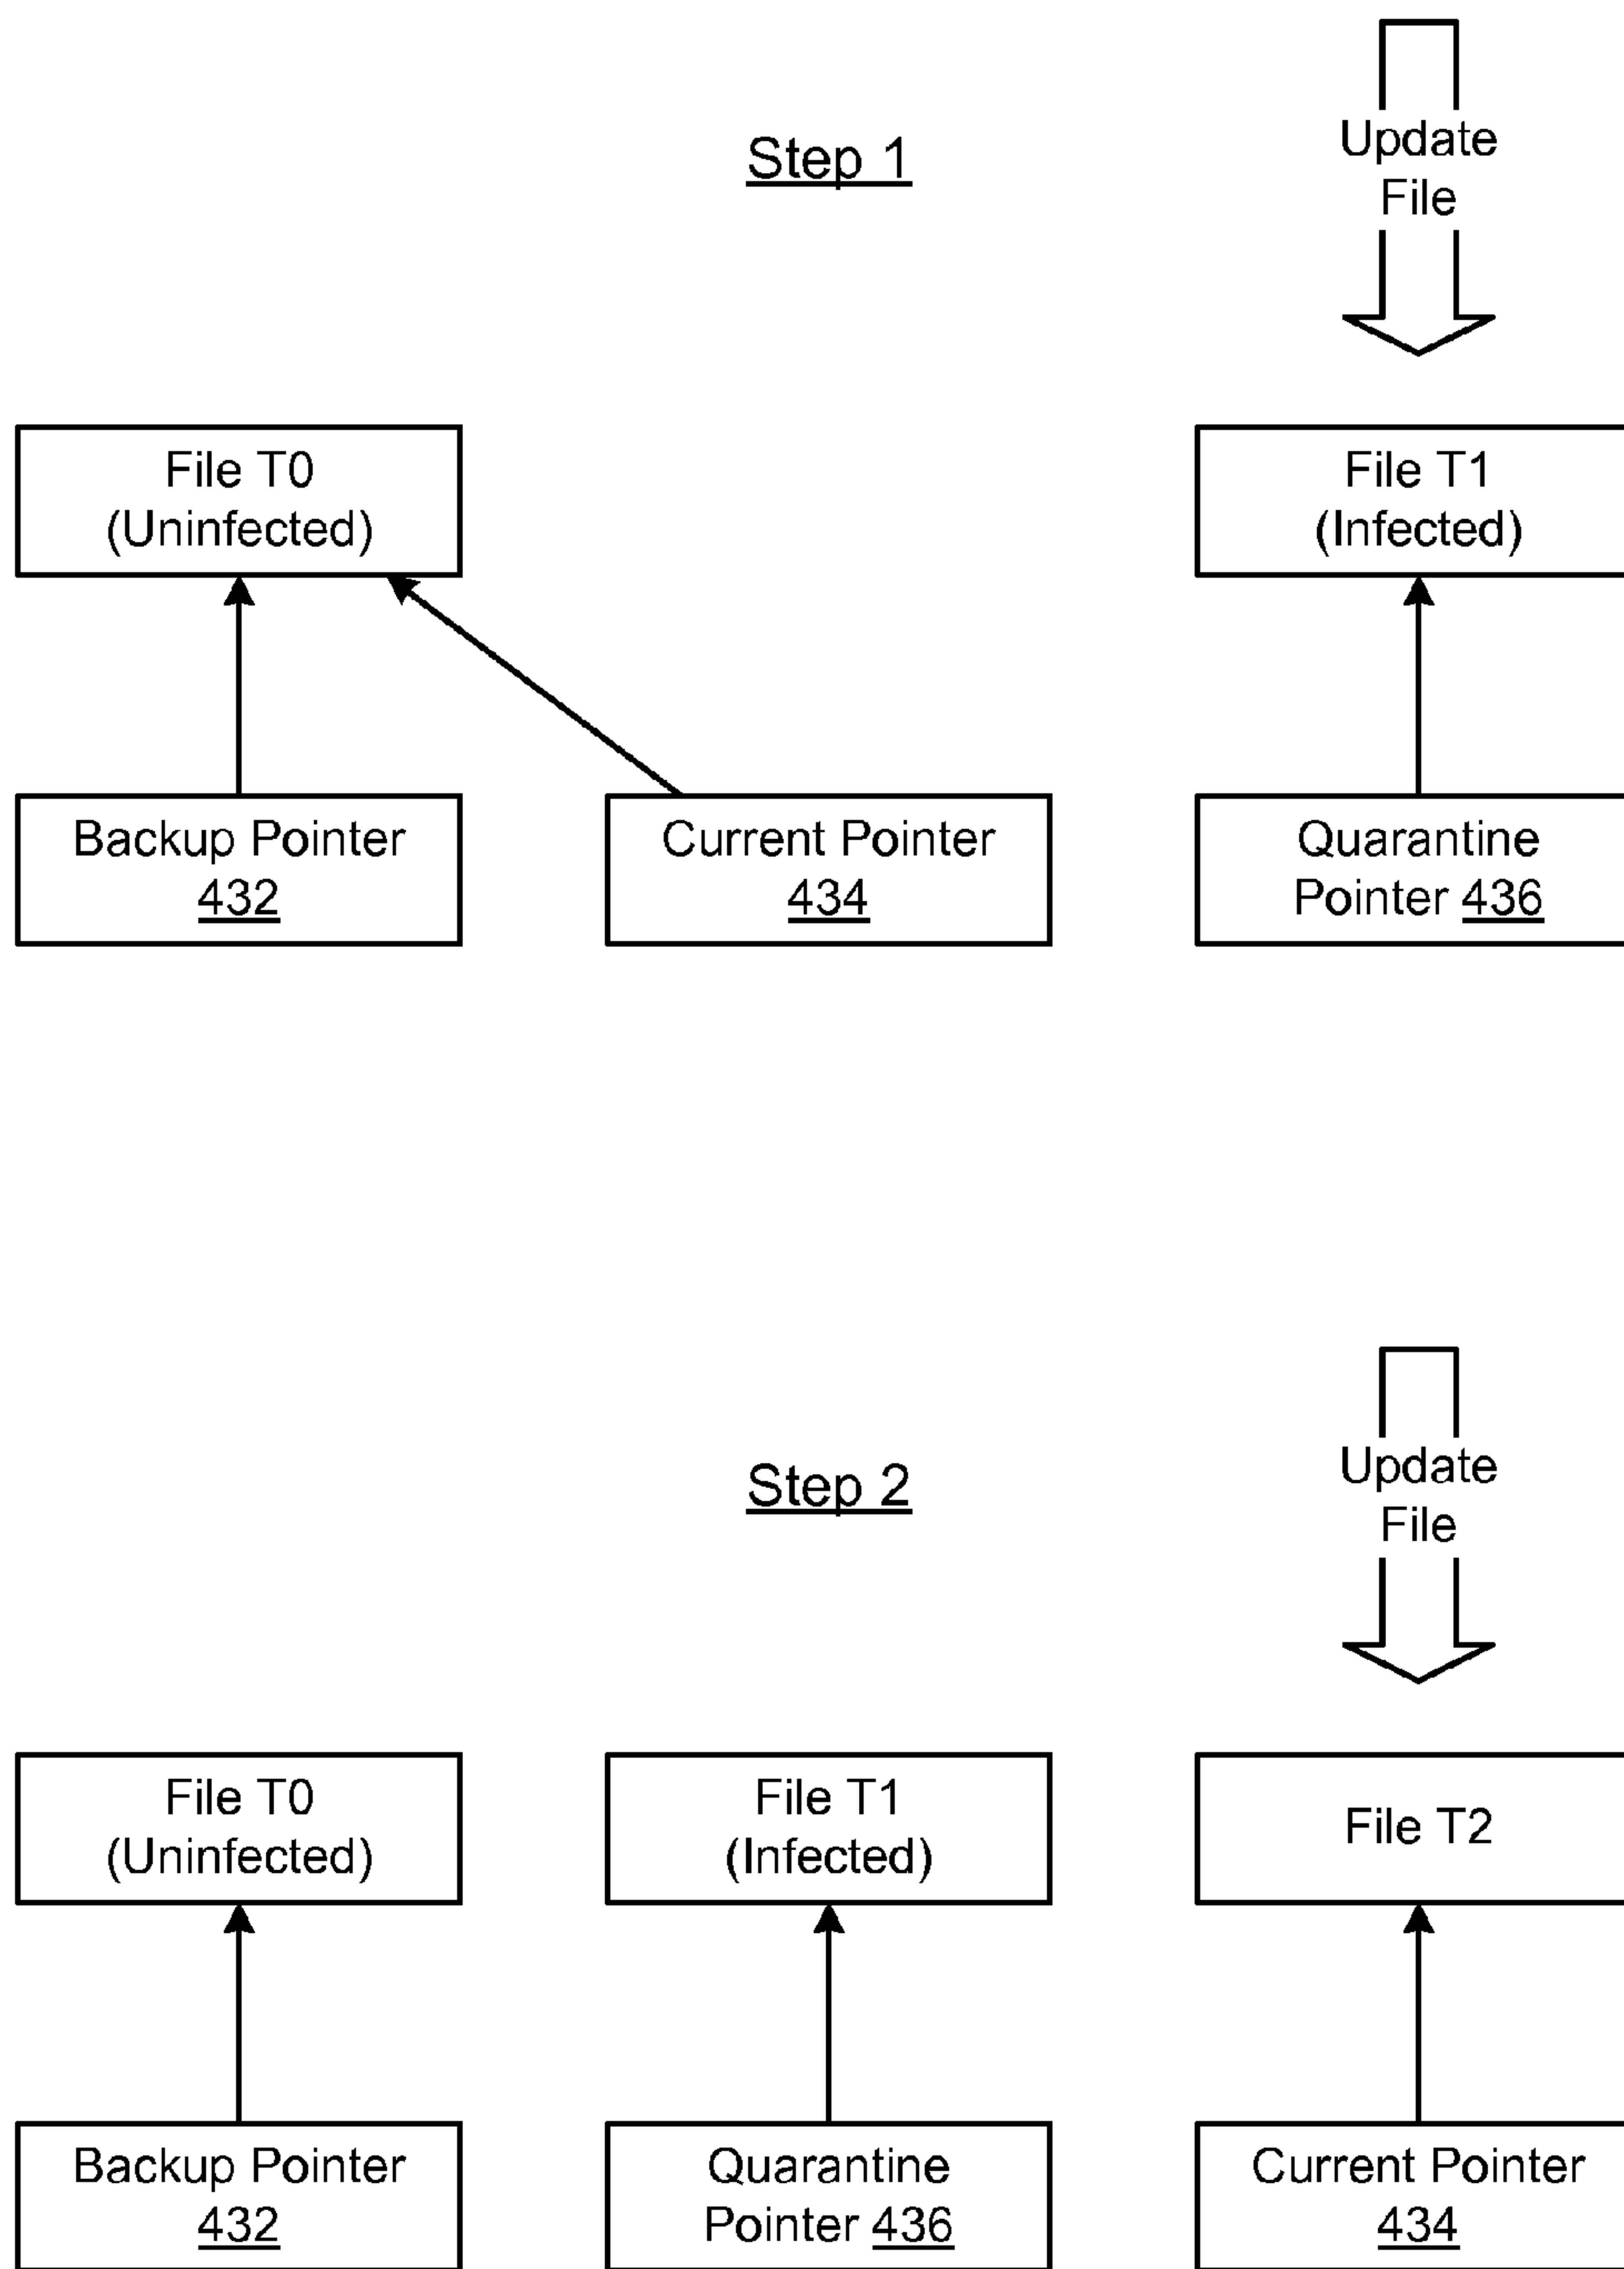 Step 1
Update
File
File T0
(Uninfected)
File T1
(Infected)
Backup Pointer
432
Current Pointer
434
Quarantine
Pointer 436
Step 2
Update
File
File T0
(Uninfected)
File T1
(Infected)
File T2
Backup Pointer
432
Quarantine
Pointer 436
Current Pointer
434